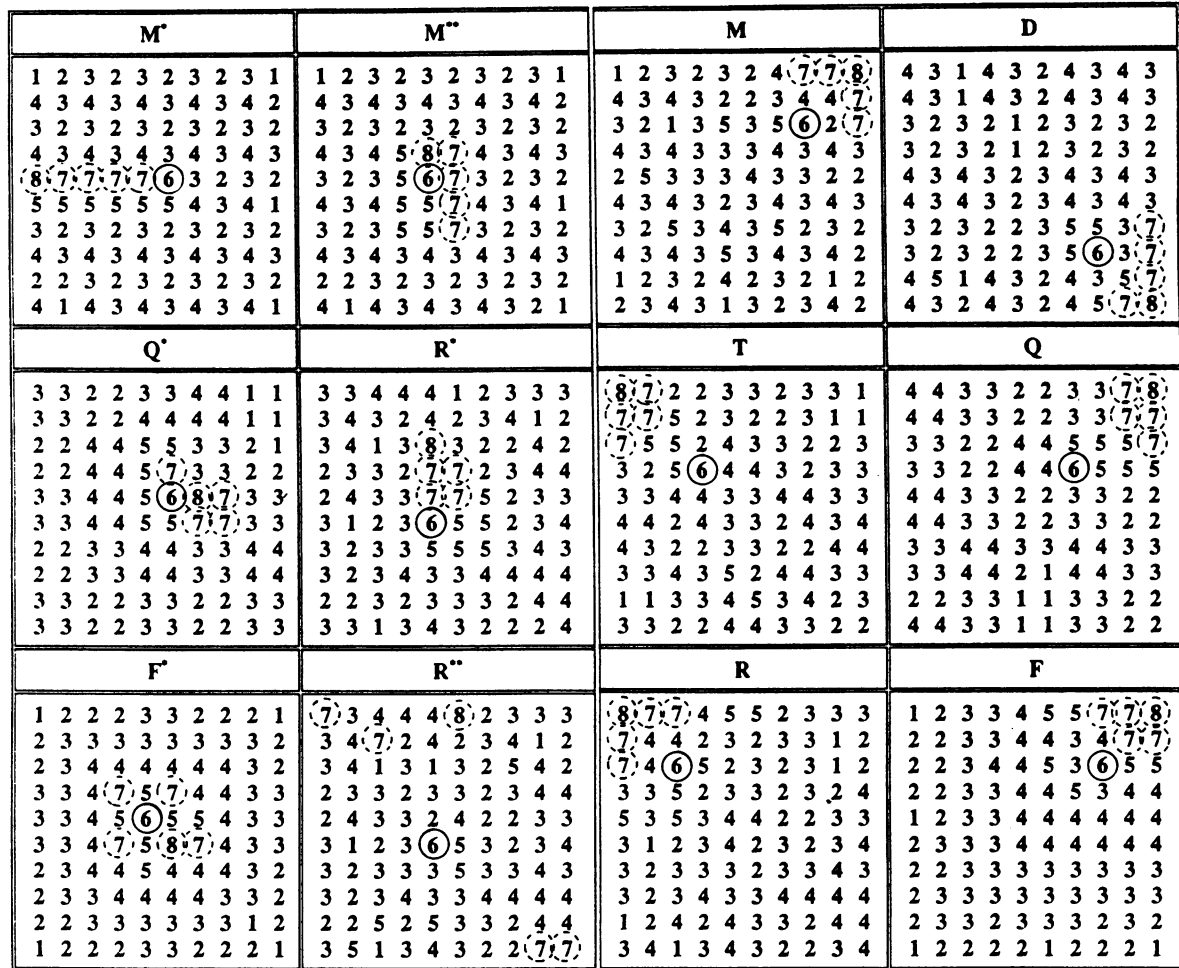 M*
1 2 3 2 3 2 3 2 3 1
4 3 4 3 4 3 4 3 4 2
3 2 3 2 3 2 3 2 3 2
4 3 4 3 4 3 4 3 4 3
8 7 7 7 7 6 3 2 3 2
5 5 5 5 5 5 4 3 4 1
3 2 3 2 3 2 3 2 3 2
4 3 4 3 4 3 4 3 4 3
2 2 3 2 3 2 3 2 3 2
4 1 4 3 4 3 4 3 4 1
M**
1 2 3 2 3 2 3 2 3 1
4 3 4 3 4 3 4 3 4 2
3 2 3 2 3 2 3 2 3 2
4 3 4 5 8 7 4 3 4 3
3 2 3 5 6 7 3 2 3 2
4 3 4 5 5 7 4 3 4 1
3 2 3 5 5 7 3 2 3 2
4 3 4 3 4 3 4 3 4 3
2 2 3 2 3 2 3 2 3 2
4 1 4 3 4 3 4 3 2 1
M
1 2 3 2 3 2 4 7 7 8
4 3 4 3 2 2 3 4 4 7
3 2 1 3 5 3 5 6 2 7
4 3 4 3 3 3 4 3 4 3
2 5 3 3 3 4 3 3 2 2
4 3 4 3 2 3 4 3 4 3
3 2 5 3 4 3 5 2 3 2
4 3 4 3 5 3 4 3 4 2
1 2 3 2 4 2 3 2 1 2
2 3 4 3 1 3 2 3 4 2
D
4 3 1 4 3 2 4 3 4 3
4 3 1 4 3 2 4 3 4 3
3 2 3 2 1 2 3 2 3 2
3 2 3 2 1 2 3 2 3 2
4 3 4 3 2 3 4 3 4 3
4 3 4 3 2 3 4 3 4 3
3 2 3 2 2 3 5 5 3 7
3 2 3 2 2 3 5 6 3 7
4 5 1 4 3 2 4 3 5 7
4 3 2 4 3 2 4 5 7 8
Q*
3 3 2 2 3 3 4 4 1 1
3 3 2 2 4 4 4 4 1 1
2 2 4 4 5 5 3 3 2 1
2 2 4 4 5 7 3 3 2 2
3 3 4 4 5 6 8 7 3 3
3 3 4 4 5 5 7 7 3 3
2 2 3 3 4 4 3 3 4 4
2 2 3 3 4 4 3 3 4 4
3 3 2 2 3 3 2 2 3 3
3 3 2 2 3 3 2 2 3 3
R*
3 3 4 4 4 1 2 3 3 3
3 4 3 2 4 2 3 4 1 2
3 4 1 3 8 3 2 2 4 2
2 3 3 2 7 7 2 3 4 4
2 4 3 3 7 7 5 2 3 3
3 1 2 3 6 5 5 2 3 4
3 2 3 3 5 5 5 3 4 3
3 2 3 4 3 3 4 4 4 4
2 2 3 2 3 3 3 2 4 4
3 3 1 3 4 3 2 2 2 4
T
8 7 2 2 3 3 2 3 3 1
7 7 5 2 3 2 2 3 1 1
7 5 5 2 4 3 3 2 2 3
3 2 5 6 4 4 3 2 3 3
3 3 4 4 3 3 4 4 3 3
4 4 2 4 3 3 2 4 3 4
4 3 2 2 3 3 2 2 4 4
3 3 4 3 5 2 4 4 3 3
1 1 3 3 4 5 3 4 2 3
3 3 2 2 4 4 3 3 2 2
Q
4 4 3 3 2 2 3 3 7 8
4 4 3 3 2 2 3 3 7 7
3 3 2 2 4 4 5 5 5 7
3 3 2 2 4 4 6 5 5 5
4 4 3 3 2 2 3 3 2 2
4 4 3 3 2 2 3 3 2 2
3 3 4 4 3 3 4 4 3 3
3 3 4 4 2 1 4 4 3 3
2 2 3 3 1 1 3 3 2 2
4 4 3 3 1 1 3 3 2 2
F*
1 2 2 2 3 3 2 2 2 1
2 3 3 3 3 3 3 3 3 2
2 3 4 4 4 4 4 4 3 2
3 3 4 7 5 7 4 4 3 3
3 3 4 5 6 5 5 4 3 3
3 3 4 7 5 8 7 4 3 3
2 3 4 4 5 4 4 4 3 2
2 3 3 4 4 4 4 3 3 2
2 2 3 3 3 3 3 3 1 2
1 2 2 2 3 3 2 2 2 1
R**
7 3 4 4 4 8 2 3 3 3
3 4 7 2 4 2 3 4 1 2
3 4 1 3 1 3 2 5 4 2
2 3 3 2 3 3 2 3 4 4
2 4 3 3 2 4 2 2 3 3
3 1 2 3 6 5 3 2 3 4
3 2 3 3 3 5 3 3 4 3
3 2 3 4 3 3 4 4 4 4
2 2 5 2 5 3 3 2 4 4
3 5 1 3 4 3 2 2 7 7
R
8 7 7 4 5 5 2 3 3 3
7 4 4 2 3 2 3 3 1 2
7 4 6 5 2 3 2 3 1 2
3 3 5 2 3 3 2 3 2 4
5 3 5 3 4 4 2 2 3 3
3 1 2 3 4 2 3 2 3 4
3 2 3 3 4 3 2 3 4 3
3 2 3 4 3 3 4 4 4 4
1 2 4 2 4 3 3 2 4 4
3 4 1 3 4 3 2 2 3 4
F
1 2 3 3 4 5 5 7 7 8
2 2 3 3 4 4 3 4 7 7
2 2 3 4 4 5 3 6 5 5
2 2 3 3 4 4 5 3 4 4
1 2 3 3 4 4 4 4 4 4
3 3 3 4 4 4 4 4 4 4
2 3 3 3 3 3 3 3 3 3
2 3 3 3 3 3 3 3 3 3
2 2 3 3 2 3 3 2 3 2
1 2 2 2 2 1 2 2 2 1